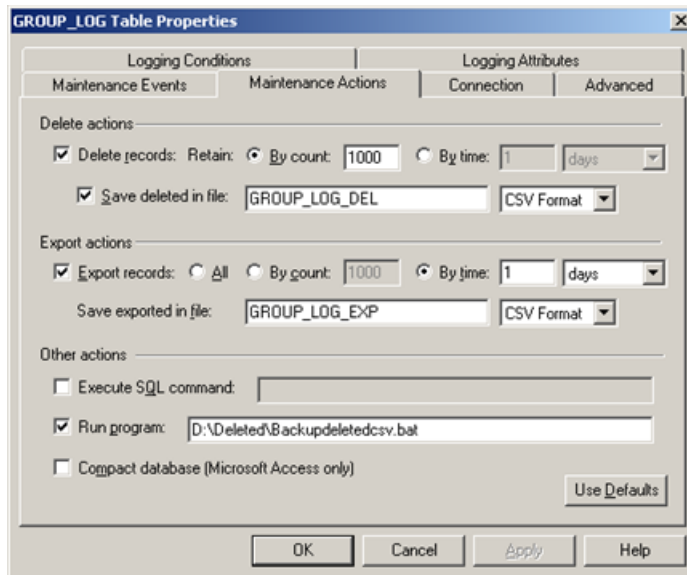 GROUP_LOG Table Properties
Logging Conditions Logging Attributes
Maintenance Events Maintenance Actions Connection Advanced
Delete actions
Delete records: Retain: By count: 1000 By time: 1 days
Save deleted in file: GROUP_LOG_DEL CSV Format
Export actions
Export records: All By count: 1000 By time: 1 days
Save exported in file: GROUP_LOG_EXP CSV Format
Other actions
Execute SQL command:
Run program: D:\Deleted\Backupdeletedcsv.bat
Compact database (Microsoft Access only)
Use Defaults
OK Cancel Apply Help